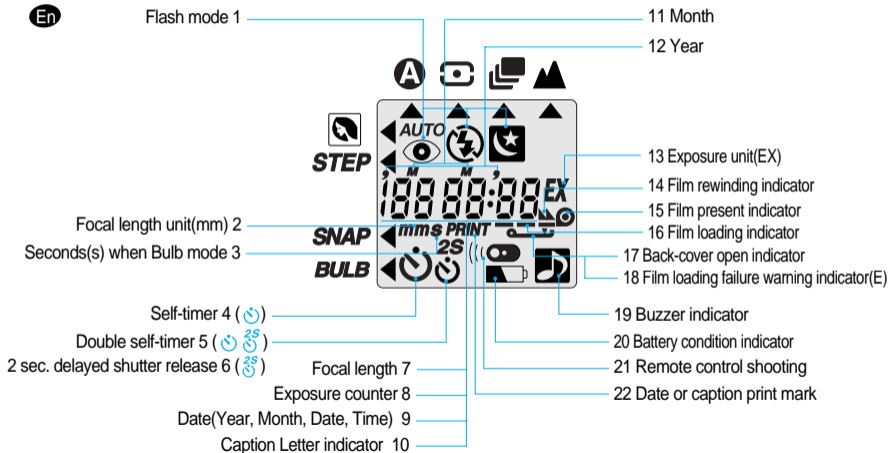 En
Flash mode 1
11 Month
12 Year
A
AUTO
STEP
M M
, ,
188 88:88 EX
13 Exposure unit(EX)
14 Film rewinding indicator
15 Film present indicator
16 Film loading indicator
Focal length unit(mm) 2
SNAP
mms PRINT
Seconds(s) when Bulb mode 3
2S
BULB
17 Back-cover open indicator
18 Film loading failure warning indicator(E)
Self-timer 4 ( )
19 Buzzer indicator
Double self-timer 5 ( 2S )
20 Battery condition indicator
2 sec. delayed shutter release 6 ( 2S )
Focal length 7
21 Remote control shooting
Exposure counter 8
22 Date or caption print mark
Date(Year, Month, Date, Time) 9
Caption Letter indicator 10